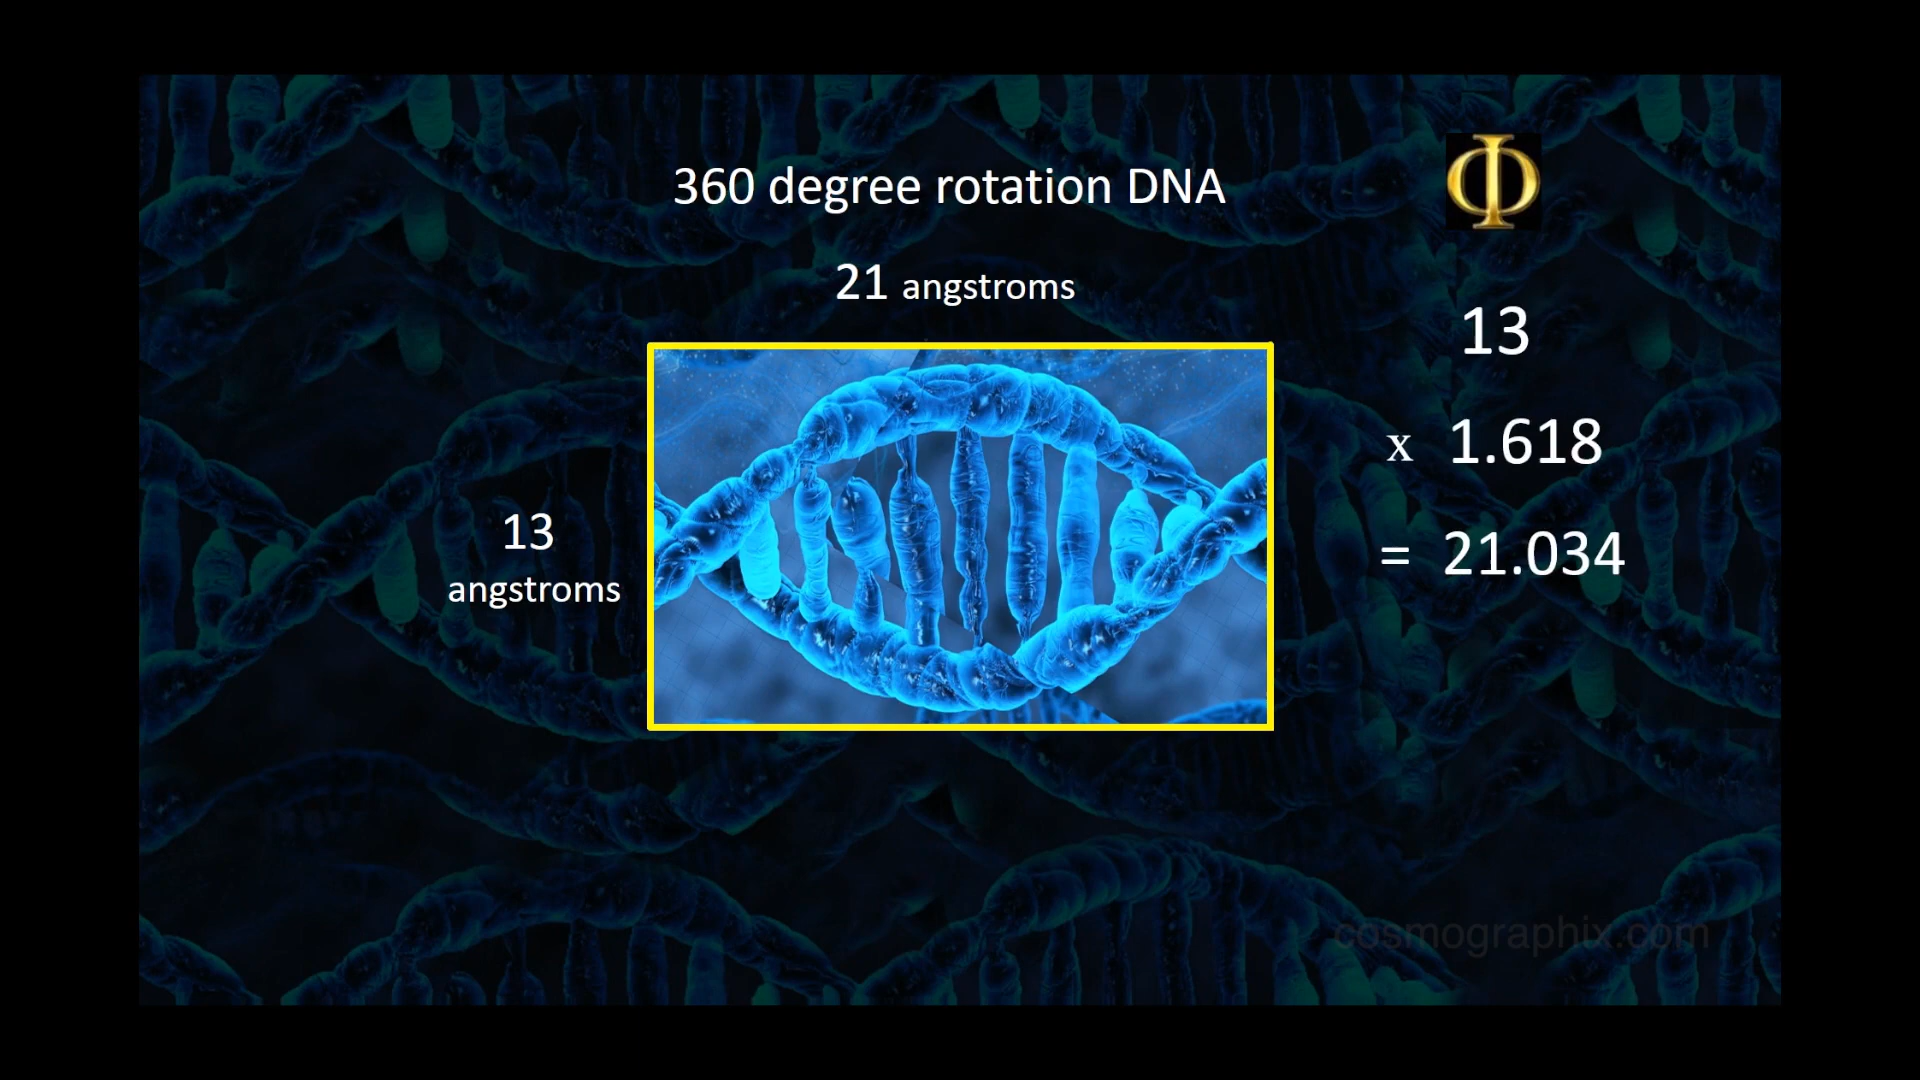 360 degree rotation DNA
Φ
21 angstroms
13
x 1.618
= 21.034
13
angstroms
cosmographix.com